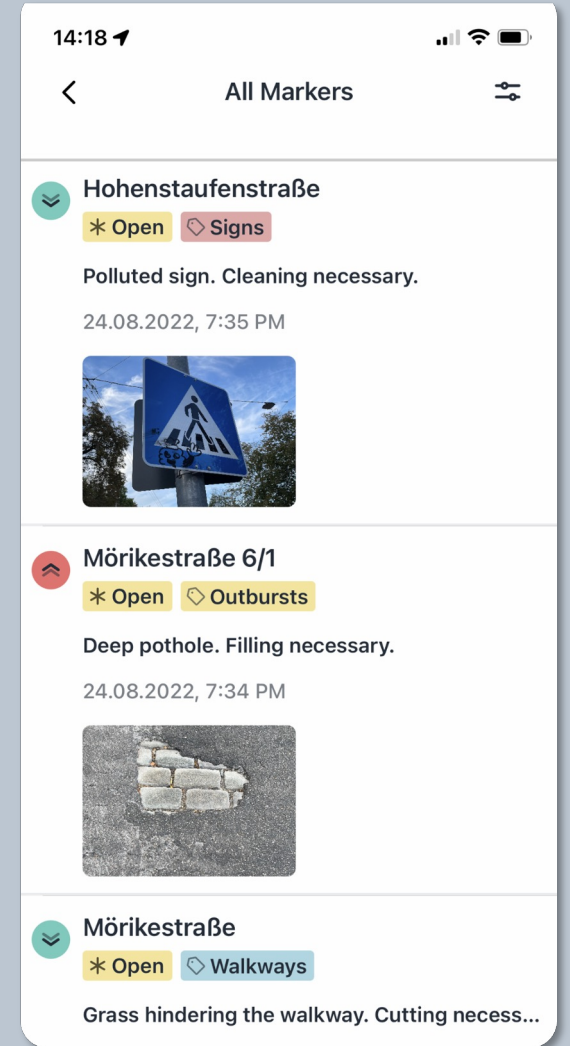 14:18
All Markers
Hohenstaufenstraße
Open Signs
Polluted sign. Cleaning necessary.
24.08.2022, 7:35 PM
Mörikestraße 6/1
Open Outbursts
Deep pothole. Filling necessary.
24.08.2022, 7:34 PM
Mörikestraße
Open Walkways
Grass hindering the walkway. Cutting necess...